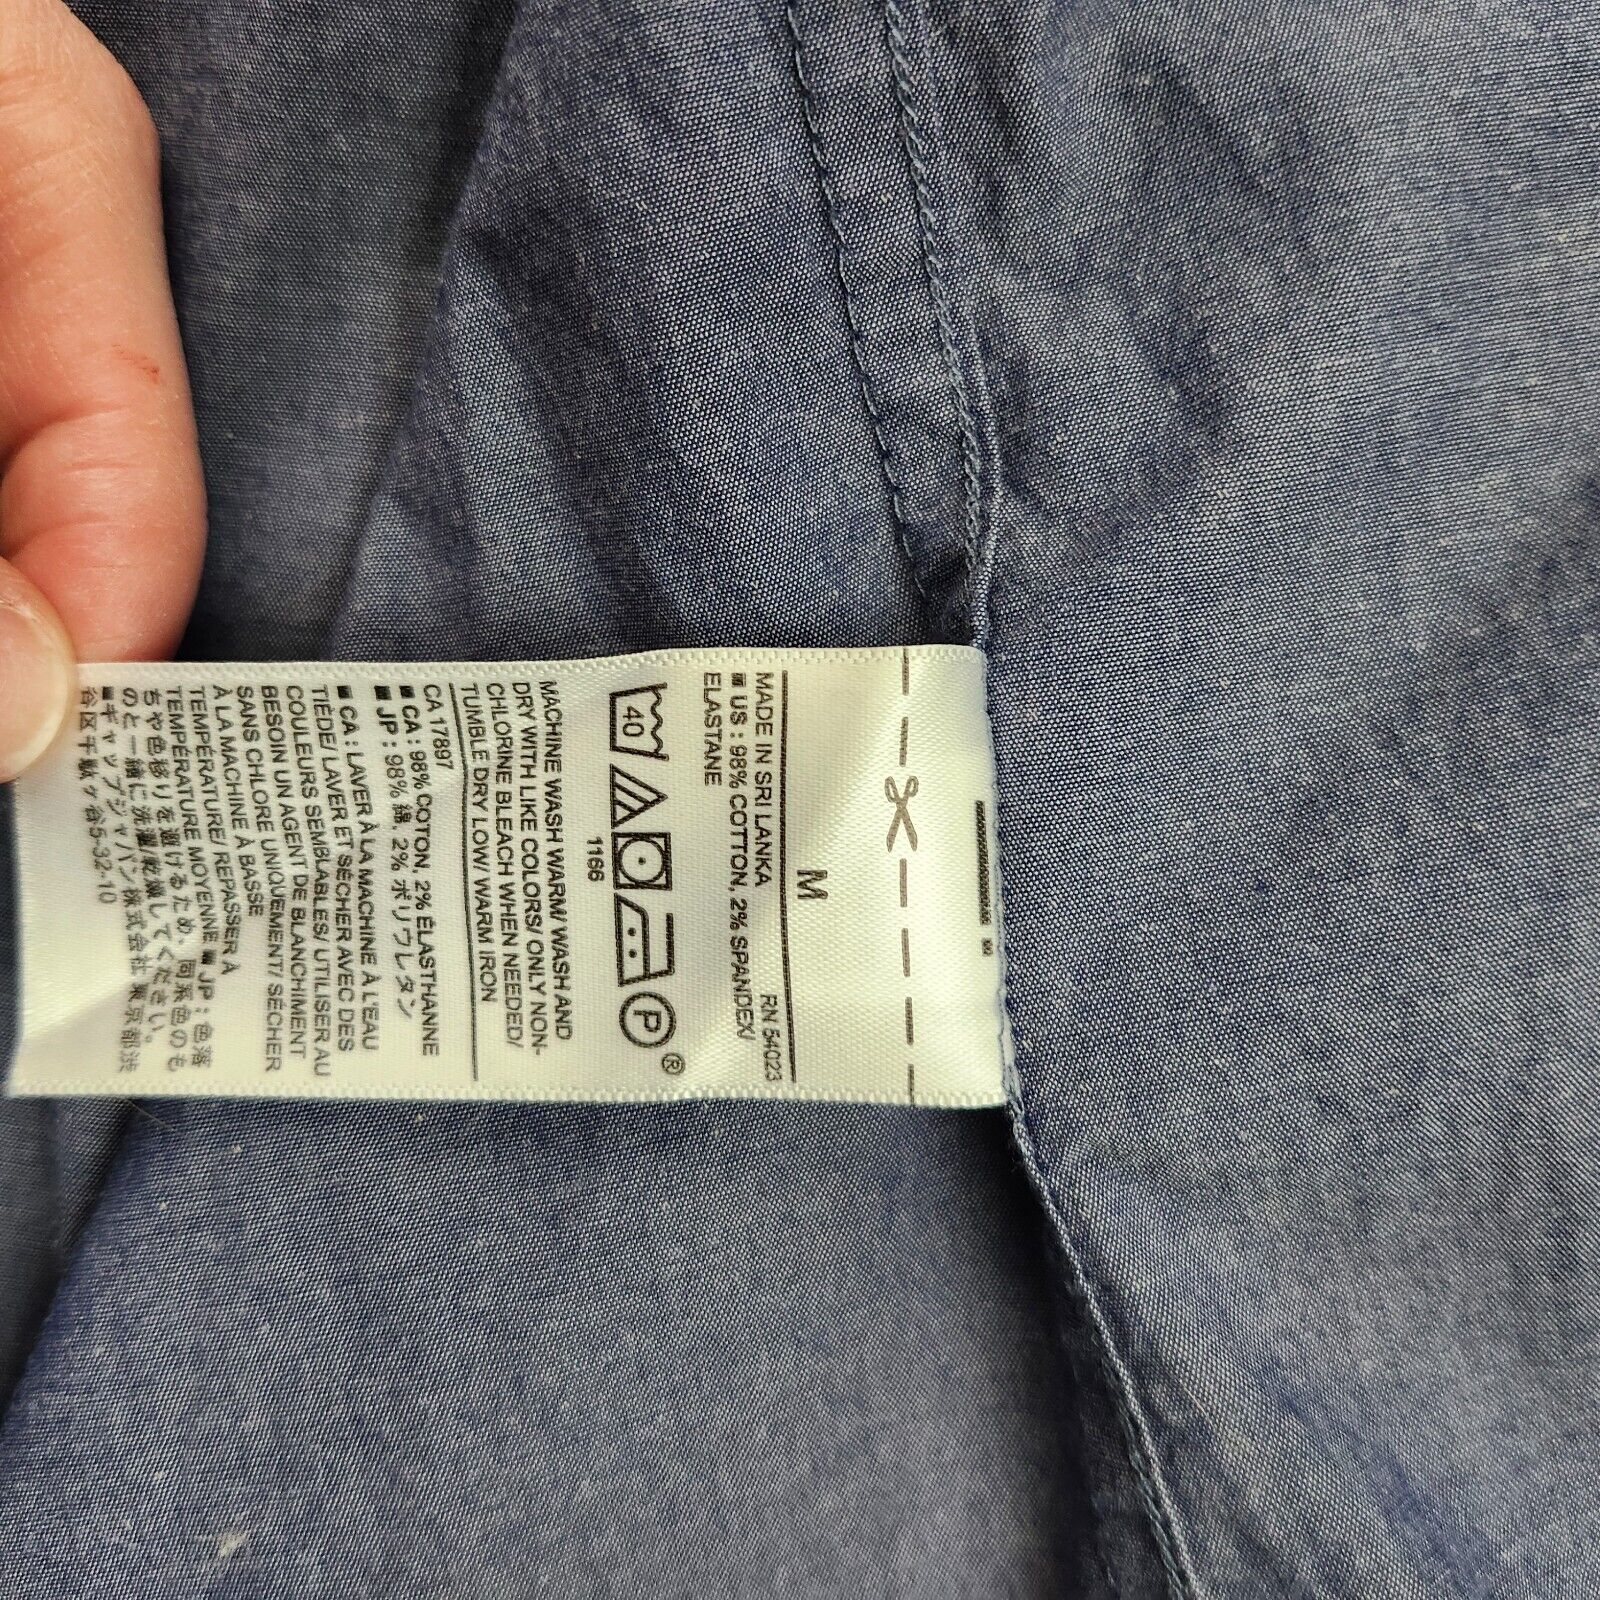 M
MADE IN SRI LANKA RN 54023
■ US : 98% COTTON, 2% SPANDEX/
ELASTANE
40 P ®
1166
MACHINE WASH WARM/ WASH AND
DRY WITH LIKE COLORS/ ONLY NON-
CHLORINE BLEACH WHEN NEEDED/
TUMBLE DRY LOW/ WARM IRON
CA 17897
■ CA : 98% COTON, 2% ÉLASTHANNE
■ JP : 98% 綿, 2% ポリウレタン
■ CA : LAVER À LA MACHINE À L'EAU
TIÈDE/ LAVER ET SÉCHER AVEC DES
COULEURS SEMBLABLES/ UTILISER AU
BESOIN UN AGENT DE BLANCHIMENT
SANS CHLORE UNIQUEMENT/ SÉCHER
À LA MACHINE À BASSE
TEMPÉRATURE/ REPASSER À
TEMPÉRATURE MOYENNE ■ JP : 色落
ちや色移りを避けるため、同系色のも
のと一緒に洗濯/乾燥してください。
■ギャップジャパン株式会社 東京都渋
谷区千駄ヶ谷5-32-10